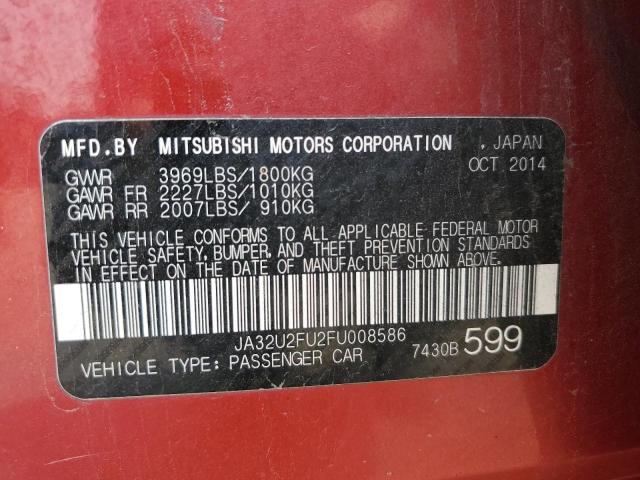 MFD.BY MITSUBISHI MOTORS CORPORATION , JAPAN
GVWR 3969LBS/1800KG OCT 2014
GAWR FR 2227LBS/1010KG
GAWR RR 2007LBS/ 910KG
THIS VEHICLE CONFORMS TO ALL APPLICABLE FEDERAL MOTOR
VEHICLE SAFETY, BUMPER, AND THEFT PREVENTION STANDARDS
IN EFFECT ON THE DATE OF MANUFACTURE SHOWN ABOVE.
JA32U2FU2FU008586
VEHICLE TYPE: PASSENGER CAR 7430B 599